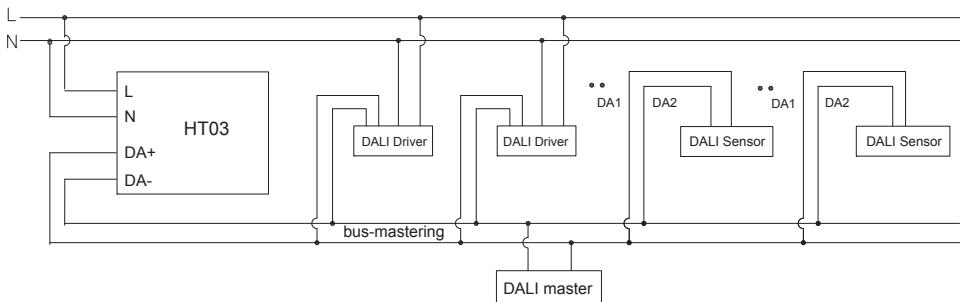 L
N
L
N
HT03
DA+
DA-
DALI Driver
DALI Driver
DA1
DA2
DALI Sensor
DA1
DA2
DALI Sensor
bus-mastering
DALI master